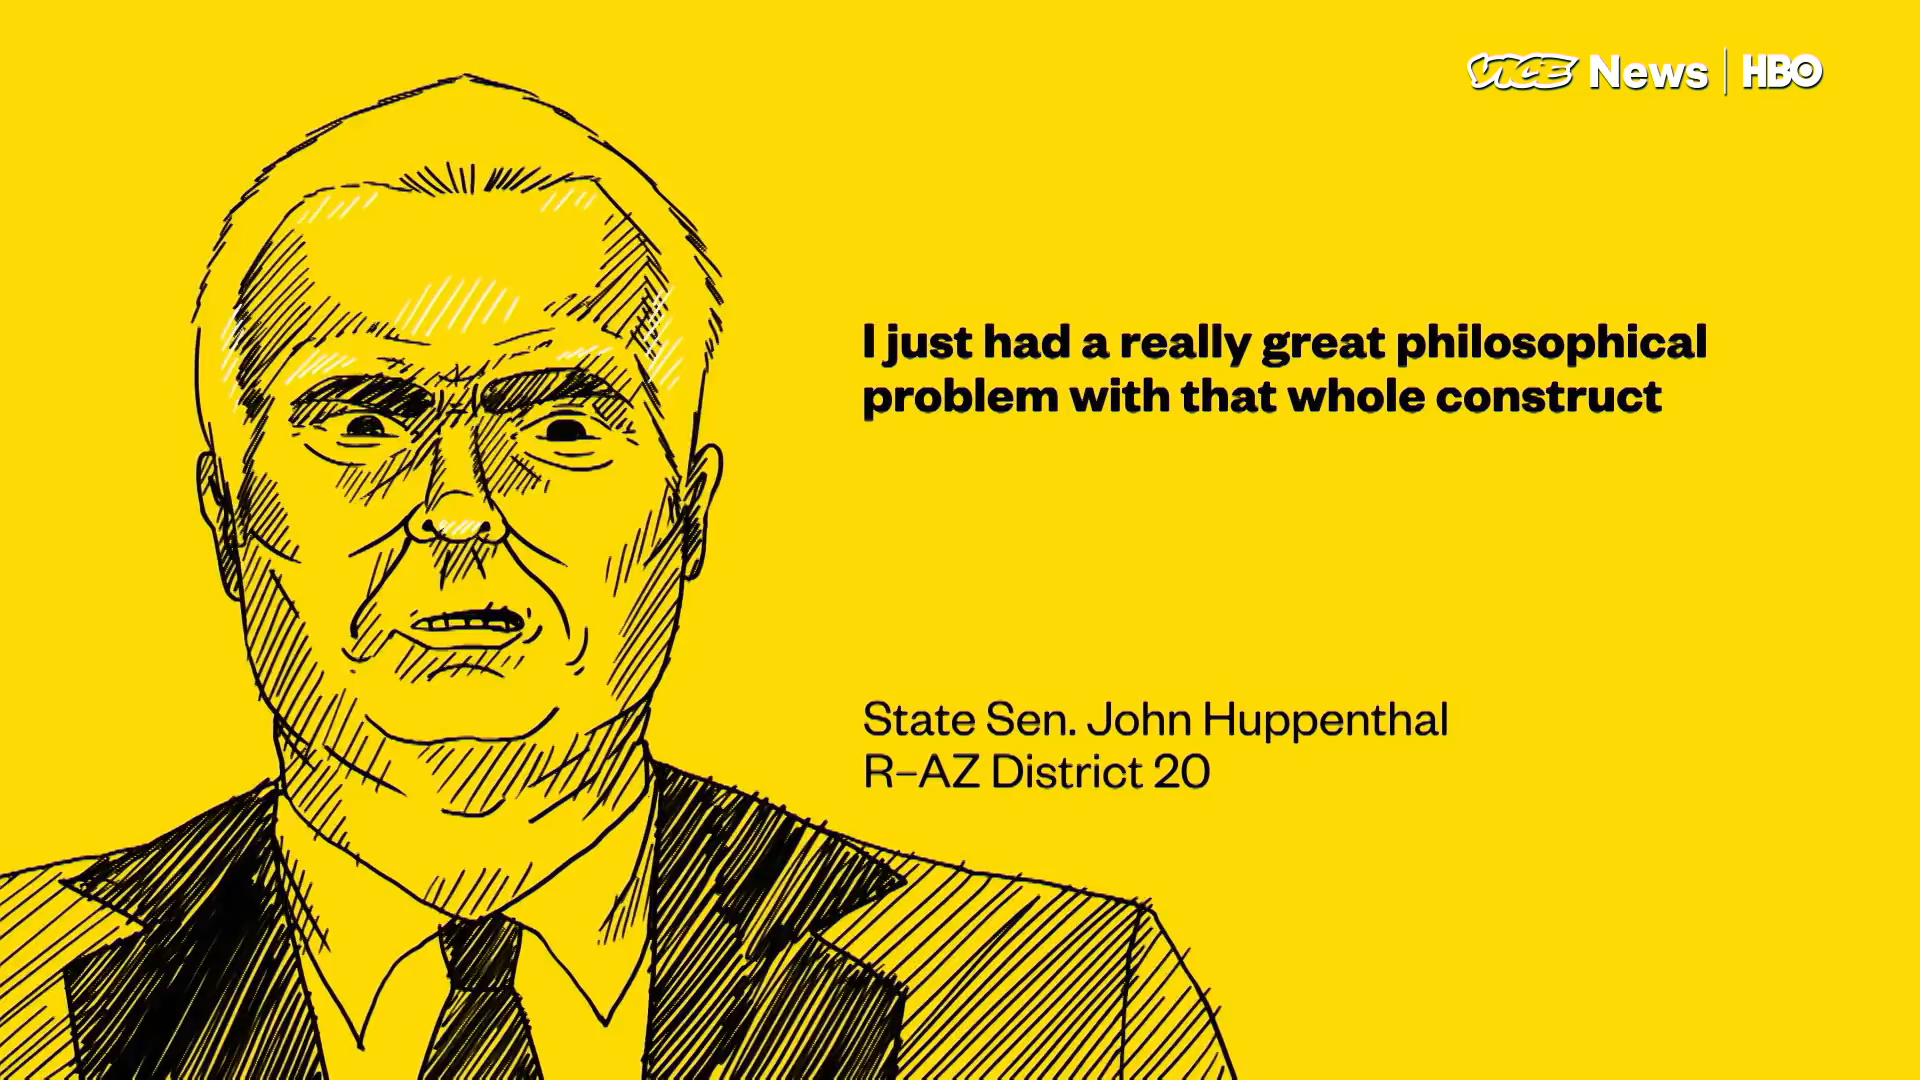 VICE News | HBO
I just had a really great philosophical
problem with that whole construct
State Sen. John Huppenthal
R–AZ District 20